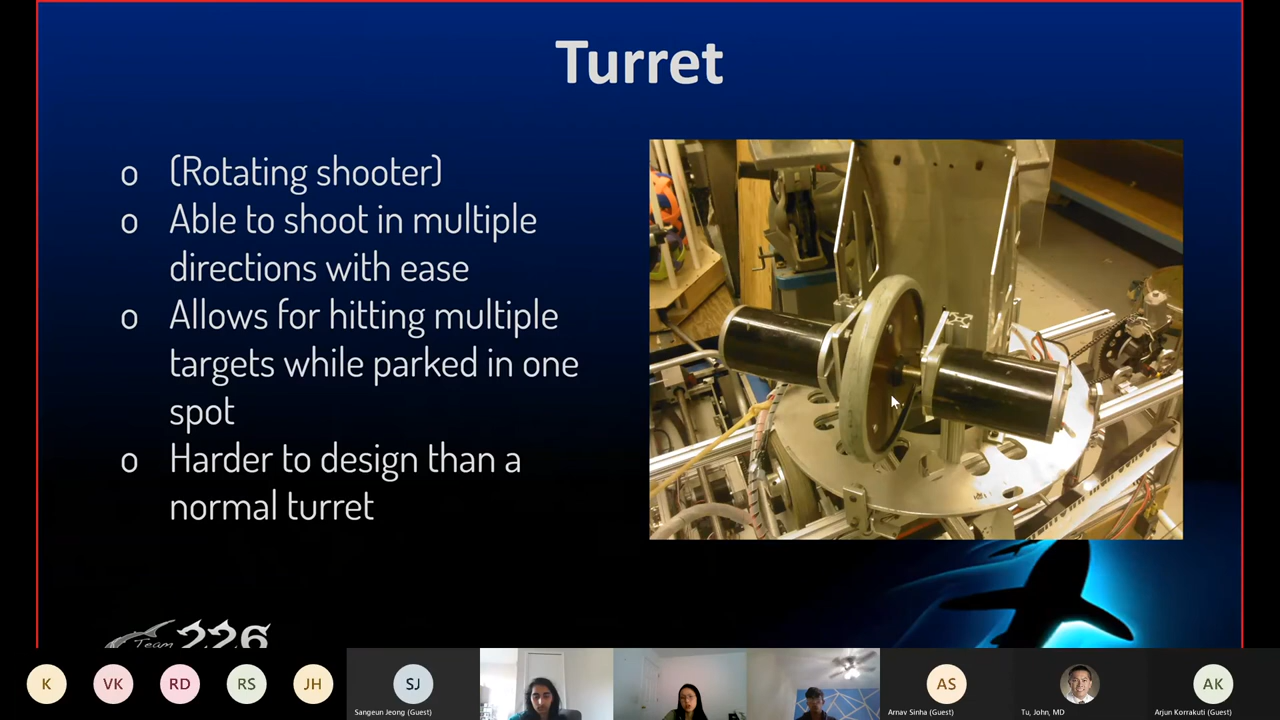 Turret
o (Rotating shooter)
o Able to shoot in multiple
directions with ease
o Allows for hitting multiple
targets while parked in one
spot
o Harder to design than a
normal turret
Team 226
K VK RD RS JH SJ AS AK
Sangeun Jeong (Guest) Arnav Sinha (Guest) Tu, John, MD Arjun Korrakuti (Guest)